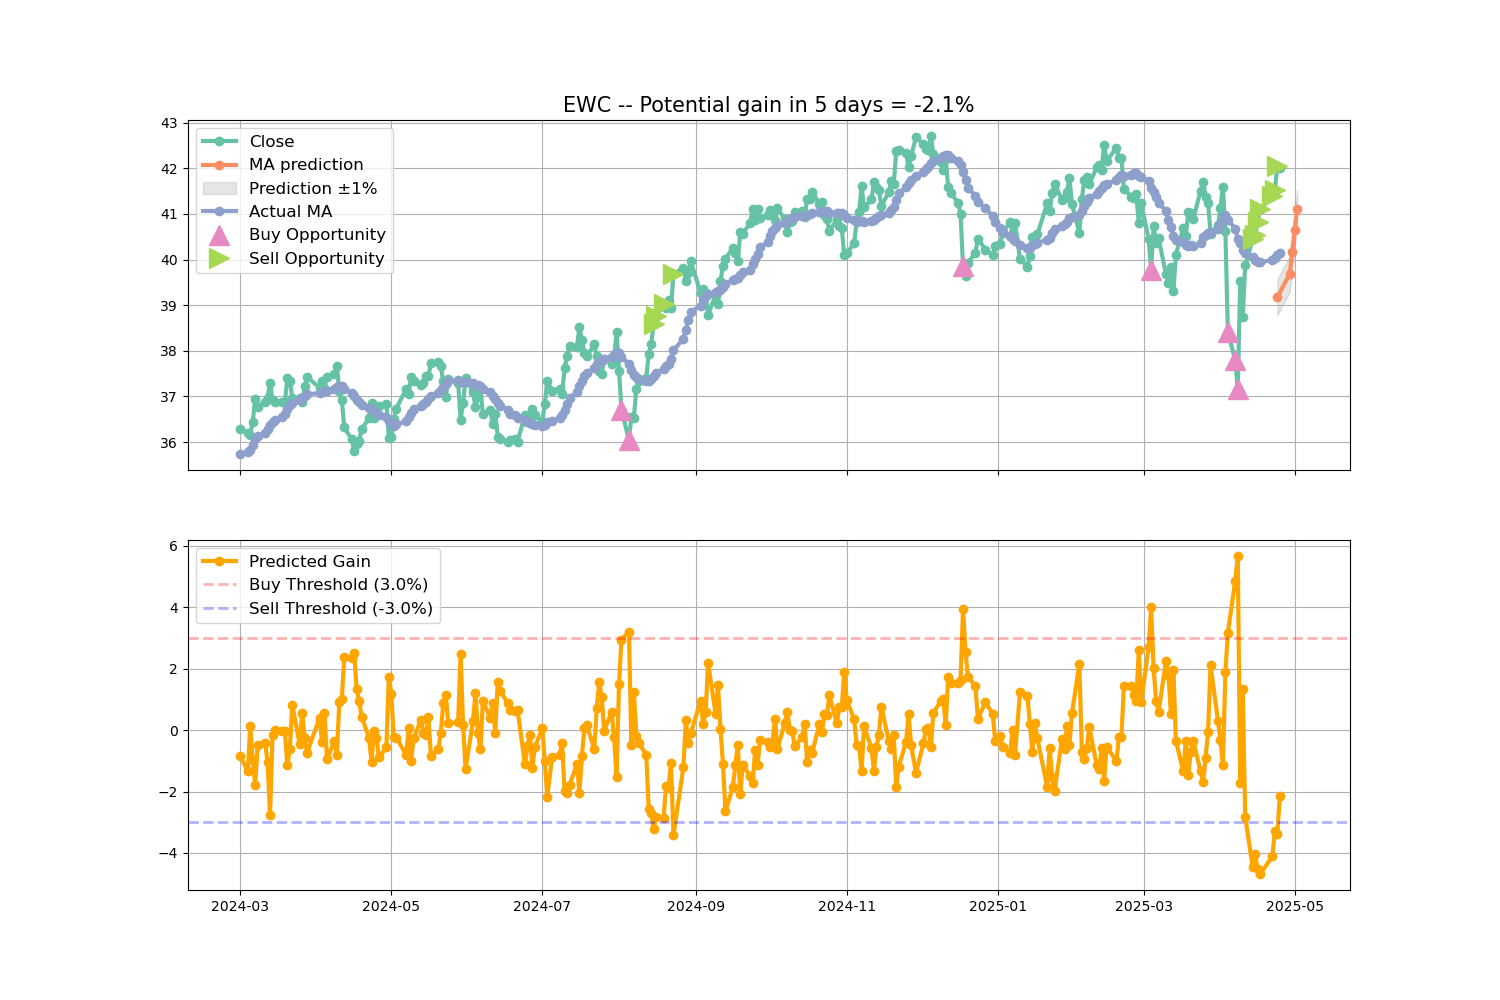 EWC -- Potential gain in 5 days = -2.1%
43
42
41
40
39
38
37
36
Close
MA prediction
Prediction ±1%
Actual MA
Buy Opportunity
Sell Opportunity
6
4
2
0
−2
−4
Predicted Gain
Buy Threshold (3.0%)
Sell Threshold (-3.0%)
2024-03
2024-05
2024-07
2024-09
2024-11
2025-01
2025-03
2025-05